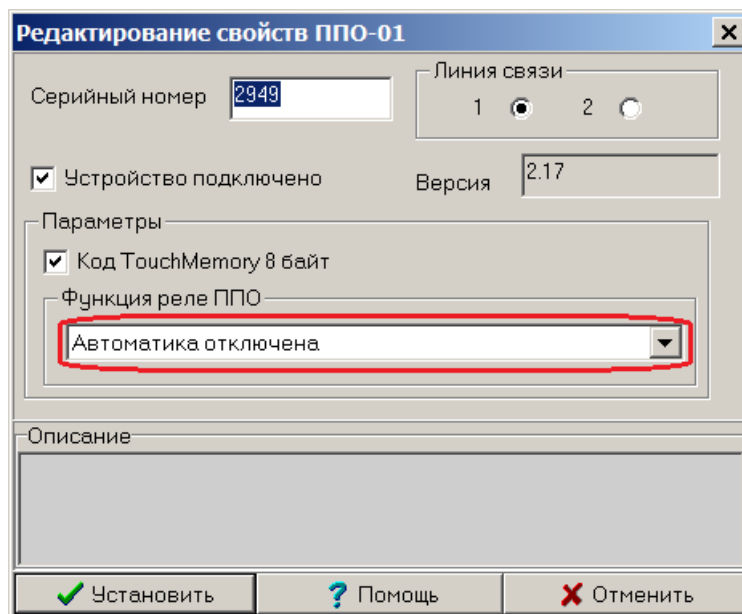 Редактирование свойств ППО-01
Серийный номер 2949
Линия связи
1 2
Устройство подключено
Версия 2.17
Параметры
Код TouchMemory 8 байт
Функция реле ППО
Автоматика отключена
Описание
Установить ? Помощь Отменить